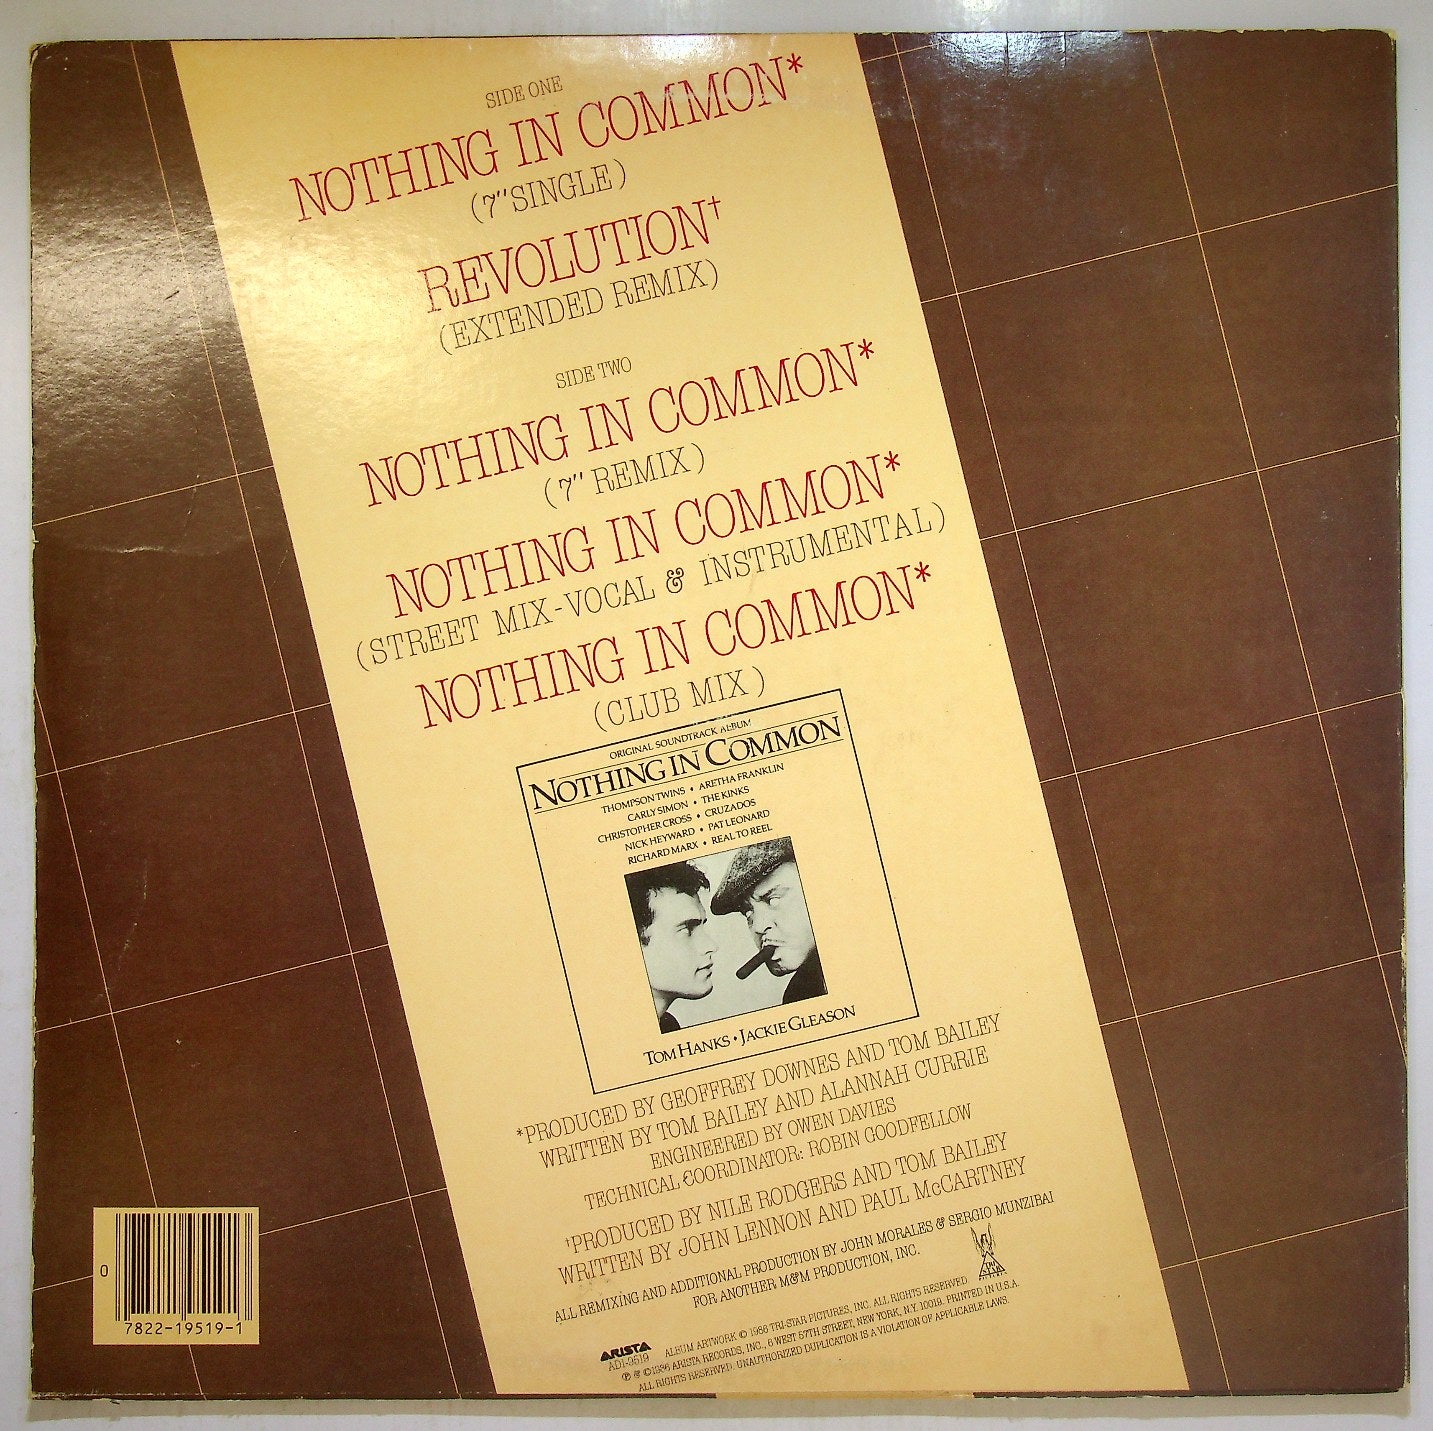 SIDE ONE
NOTHING IN COMMON*
(7" SINGLE)
REVOLUTION†
(EXTENDED REMIX)
SIDE TWO
NOTHING IN COMMON*
(7" REMIX)
NOTHING IN COMMON*
(STREET MIX-VOCAL & INSTRUMENTAL)
NOTHING IN COMMON*
(CLUB MIX)
ORIGINAL SOUNDTRACK ALBUM
NOTHING IN COMMON
THOMPSON TWINS • ARETHA FRANKLIN
CARLY SIMON • THE KINKS
CHRISTOPHER CROSS • CRUZADOS
NICK HEYWARD • PAT LEONARD
RICHARD MARX • REAL TO REEL
TOM HANKS • JACKIE GLEASON
*PRODUCED BY GEOFFREY DOWNES AND TOM BAILEY
WRITTEN BY TOM BAILEY AND ALANNAH CURRIE
ENGINEERED BY OWEN DAVIES
TECHNICAL COORDINATOR: ROBIN GOODFELLOW
†PRODUCED BY NILE RODGERS AND TOM BAILEY
WRITTEN BY JOHN LENNON AND PAUL McCARTNEY
ALL REMIXING AND ADDITIONAL PRODUCTION BY JOHN MORALES & SERGIO MUNZIBAI
FOR ANOTHER M&M PRODUCTION, INC.
ARISTA
AD1-9519
ALBUM ARTWORK © 1986 TRI-STAR PICTURES, INC. ALL RIGHTS RESERVED.
℗ & © 1986 ARISTA RECORDS, INC., 6 WEST 57TH STREET, NEW YORK, N.Y. 10019. PRINTED IN U.S.A.
ALL RIGHTS RESERVED. UNAUTHORIZED DUPLICATION IS A VIOLATION OF APPLICABLE LAWS.
0
7822-19519-1